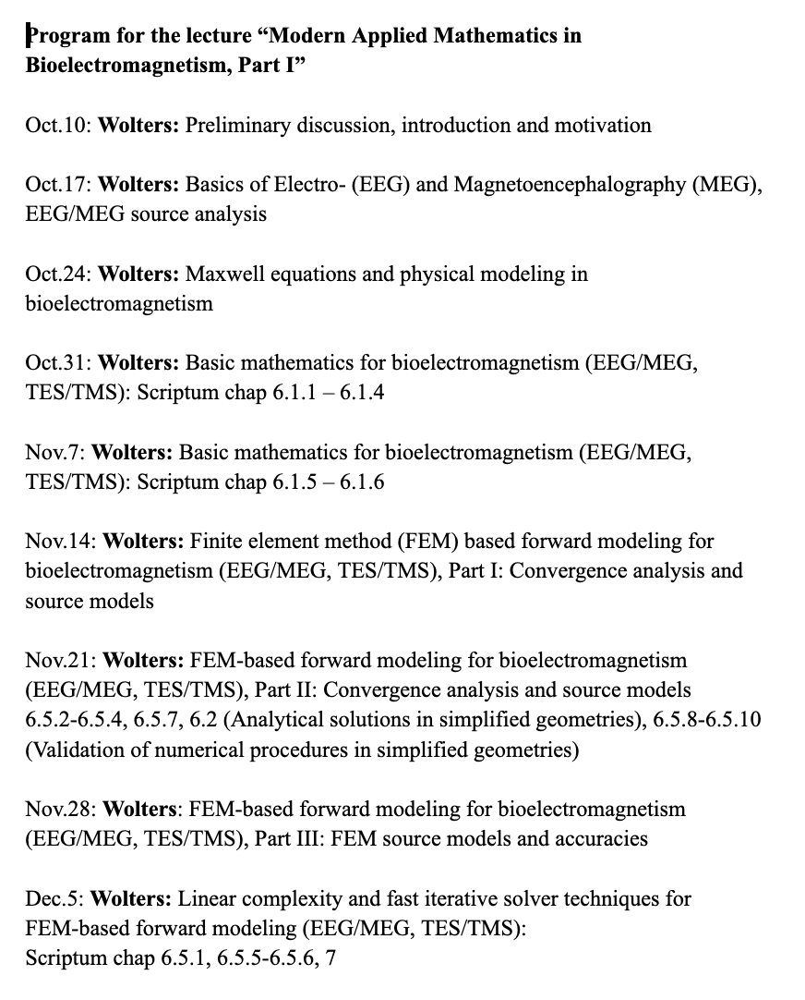 Program for the lecture “Modern Applied Mathematics in
Bioelectromagnetism, Part I”
Oct.10: Wolters: Preliminary discussion, introduction and motivation
Oct.17: Wolters: Basics of Electro- (EEG) and Magnetoencephalography (MEG),
EEG/MEG source analysis
Oct.24: Wolters: Maxwell equations and physical modeling in
bioelectromagnetism
Oct.31: Wolters: Basic mathematics for bioelectromagnetism (EEG/MEG,
TES/TMS): Scriptum chap 6.1.1 – 6.1.4
Nov.7: Wolters: Basic mathematics for bioelectromagnetism (EEG/MEG,
TES/TMS): Scriptum chap 6.1.5 – 6.1.6
Nov.14: Wolters: Finite element method (FEM) based forward modeling for
bioelectromagnetism (EEG/MEG, TES/TMS), Part I: Convergence analysis and
source models
Nov.21: Wolters: FEM-based forward modeling for bioelectromagnetism
(EEG/MEG, TES/TMS), Part II: Convergence analysis and source models
6.5.2-6.5.4, 6.5.7, 6.2 (Analytical solutions in simplified geometries), 6.5.8-6.5.10
(Validation of numerical procedures in simplified geometries)
Nov.28: Wolters: FEM-based forward modeling for bioelectromagnetism
(EEG/MEG, TES/TMS), Part III: FEM source models and accuracies
Dec.5: Wolters: Linear complexity and fast iterative solver techniques for
FEM-based forward modeling (EEG/MEG, TES/TMS):
Scriptum chap 6.5.1, 6.5.5-6.5.6, 7